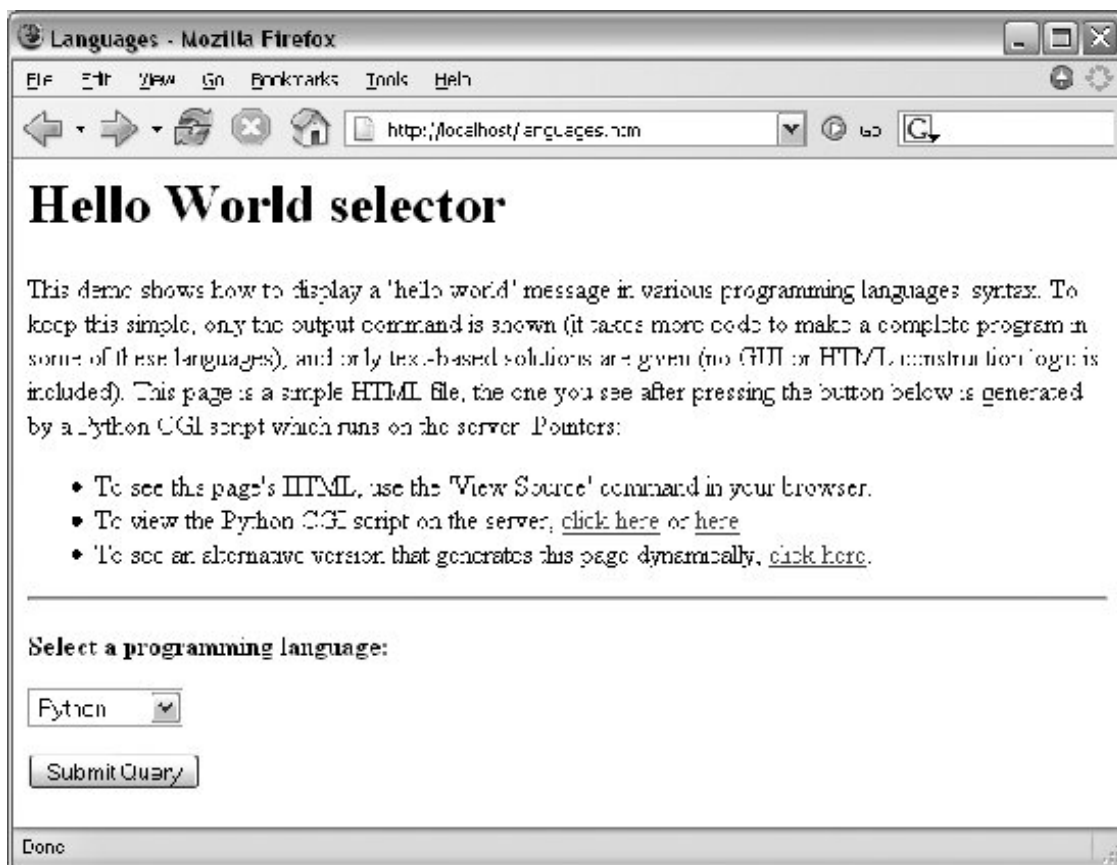 Languages - Mozilla Firefox
File Edit View Go Bookmarks Tools Help
http://localhost/languages.htm Go G
Hello World selector
This demo shows how to display a 'hello world' message in various programming languages' syntax. To
keep this simple, only the output command is shown (it takes more code to make a complete program in
some of these languages), and only text-based solutions are given (no GUI or HTML construction logic is
included). This page is a simple HTML file, the one you see after pressing the button below is generated
by a Python CGI script which runs on the server. Pointers:
• To see this page's HTML, use the 'View Source' command in your browser.
• To view the Python CGI script on the server, click here or here
• To see an alternative version that generates this page dynamically, click here.
Select a programming language:
Python
Submit Query
Done